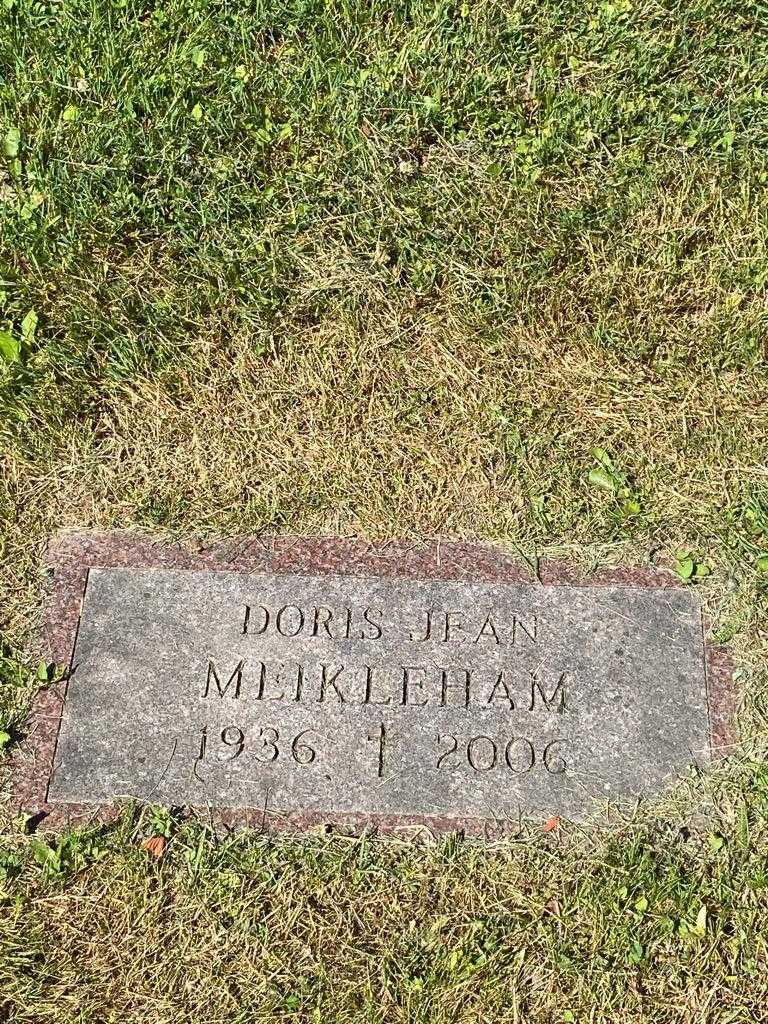 DORIS JEAN
MEIKLEHAM
1936 † 2006